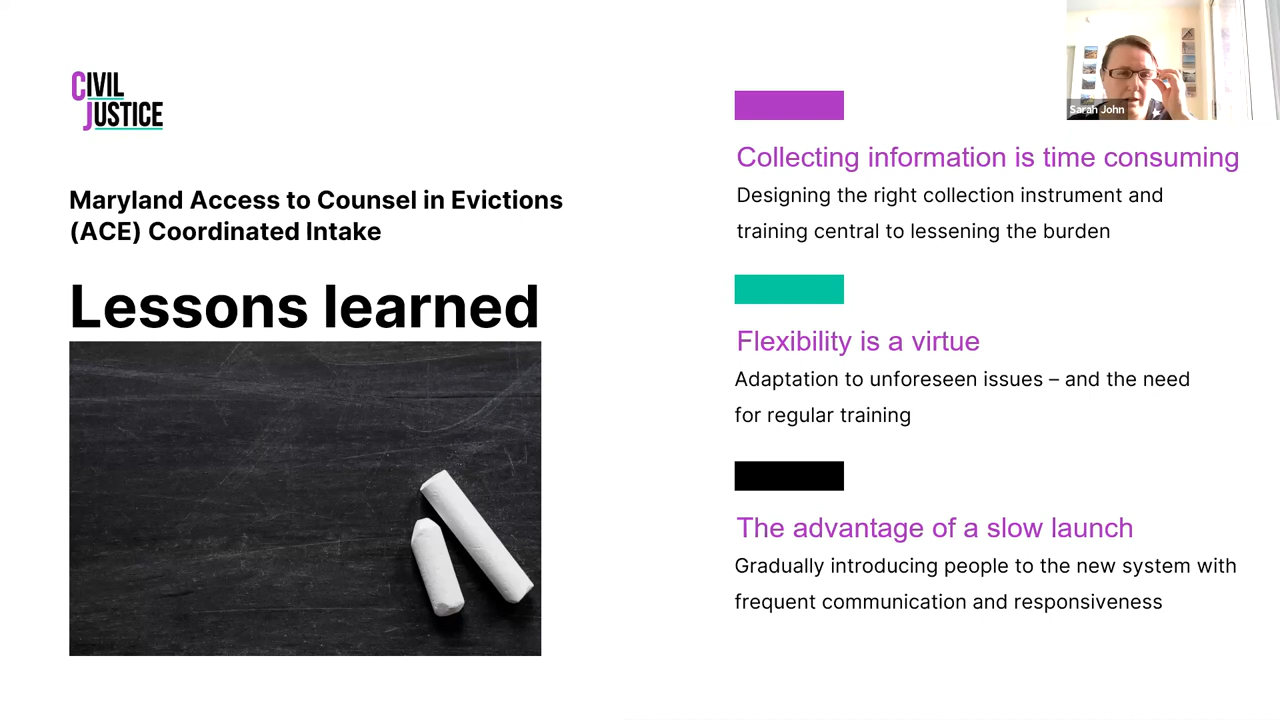 CIVIL
JUSTICE
Maryland Access to Counsel in Evictions
(ACE) Coordinated Intake
Lessons learned
Sarah John
Collecting information is time consuming
Designing the right collection instrument and
training central to lessening the burden
Flexibility is a virtue
Adaptation to unforeseen issues – and the need
for regular training
The advantage of a slow launch
Gradually introducing people to the new system with
frequent communication and responsiveness